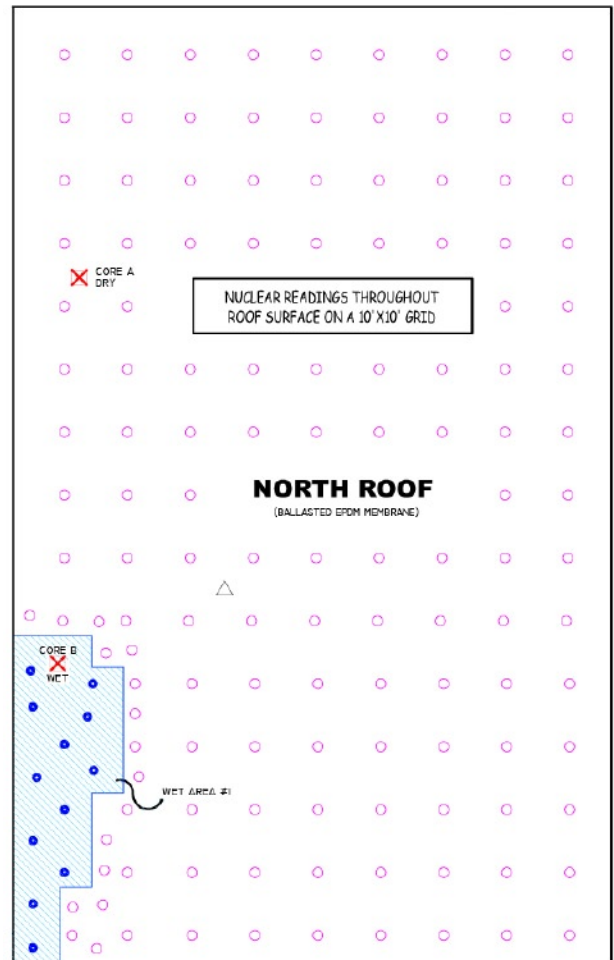 CORE A
DRY
NUCLEAR READINGS THROUGHOUT
ROOF SURFACE ON A 10'X10' GRID
NORTH ROOF
(BALLASTED EPDM MEMBRANE)
CORE B
WET
WET AREA #1